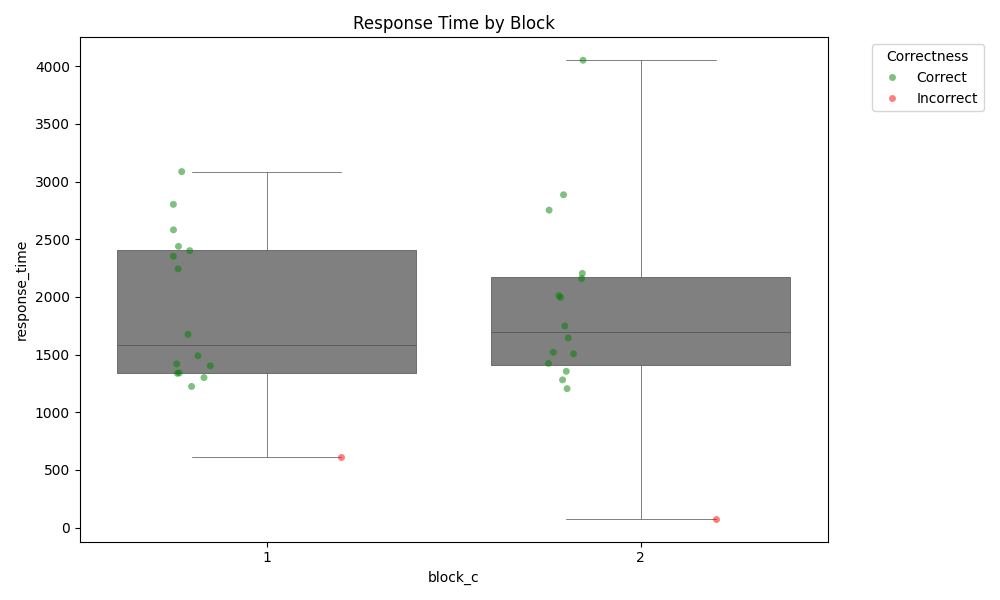 Response Time by Block
Correctness
Correct
Incorrect
4000
3500
3000
2500
2000
1500
1000
500
0
response_time
1
2
block_c